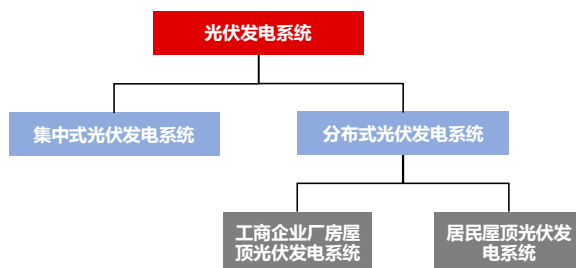 光伏发电系统
集中式光伏发电系统
分布式光伏发电系统
工商企业厂房屋
顶光伏发电系统
居民屋顶光伏发
电系统